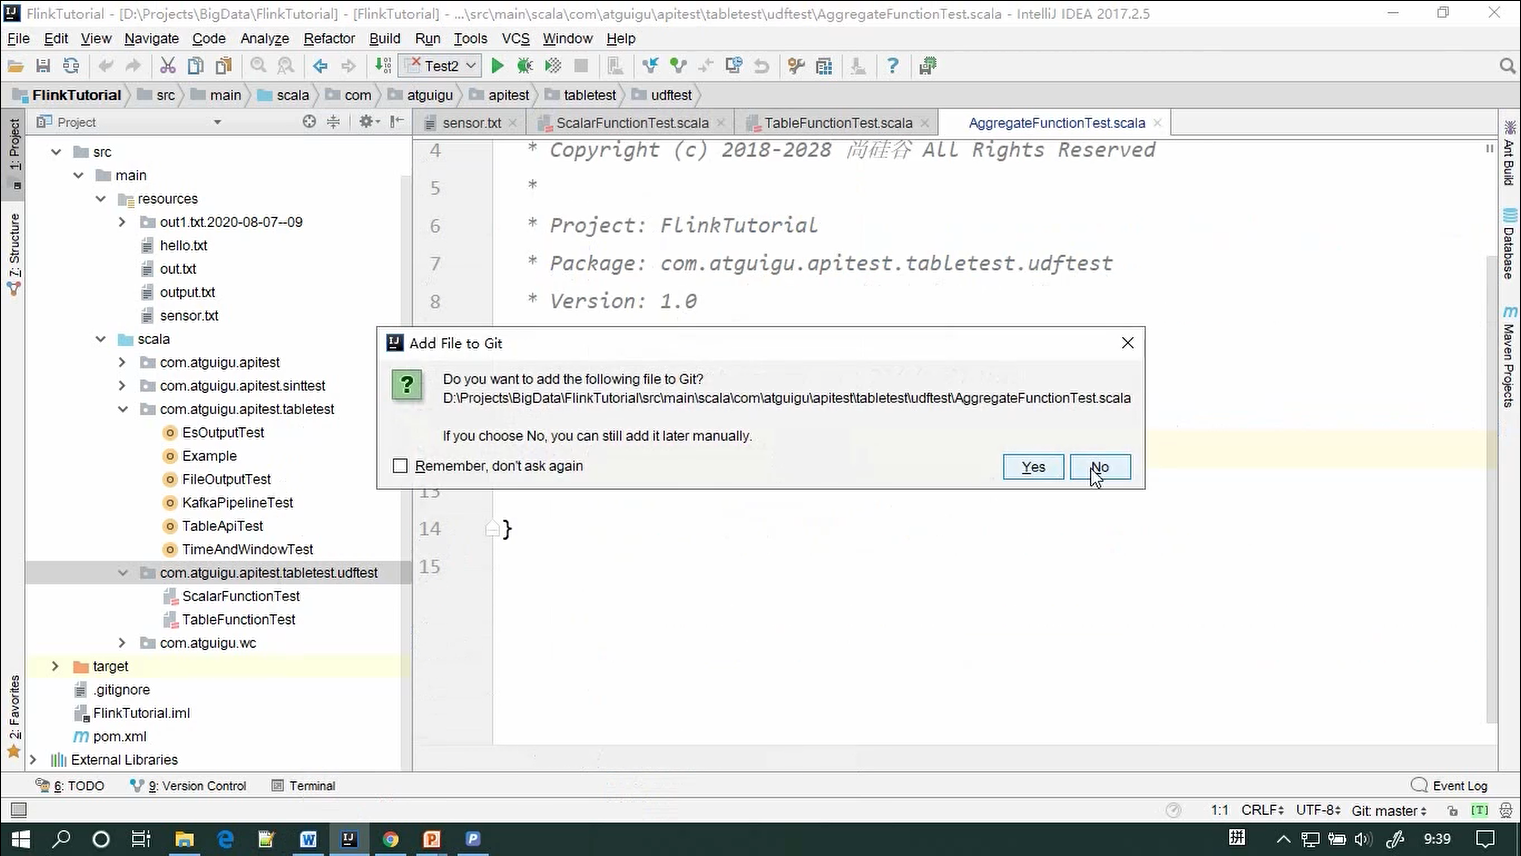 FlinkTutorial - [D:\Projects\BigData\FlinkTutorial] - [FlinkTutorial] - ...\src\main\scala\com\atguigu\apitest\tabletest\udftest\AggregateFunctionTest.scala - IntelliJ IDEA 2017.2.5
File Edit View Navigate Code Analyze Refactor Build Run Tools VCS Window Help
Test2
FlinkTutorial src main scala com atguigu apitest tabletest udftest
Project
sensor.txt ScalarFunctionTest.scala TableFunctionTest.scala AggregateFunctionTest.scala
1: Project
7: Structure
2: Favorites
src
main
resources
out1.txt.2020-08-07--09
hello.txt
out.txt
output.txt
sensor.txt
scala
com.atguigu.apitest
com.atguigu.apitest.sinttest
com.atguigu.apitest.tabletest
EsOutputTest
Example
FileOutputTest
KafkaPipelineTest
TableApiTest
TimeAndWindowTest
com.atguigu.apitest.tabletest.udftest
ScalarFunctionTest
TableFunctionTest
com.atguigu.wc
target
.gitignore
FlinkTutorial.iml
pom.xml
External Libraries
4 * Copyright (c) 2018-2028 尚硅谷 All Rights Reserved
5 *
6 * Project: FlinkTutorial
7 * Package: com.atguigu.apitest.tabletest.udftest
8 * Version: 1.0
Add File to Git
Do you want to add the following file to Git?
D:\Projects\BigData\FlinkTutorial\src\main\scala\com\atguigu\apitest\tabletest\udftest\AggregateFunctionTest.scala
If you choose No, you can still add it later manually.
Remember, don't ask again
Yes No
13
14 }
15
Ant Build
Database
Maven Projects
6: TODO 9: Version Control Terminal
Event Log
1:1 CRLF UTF-8 Git: master [T]
拼
9:39